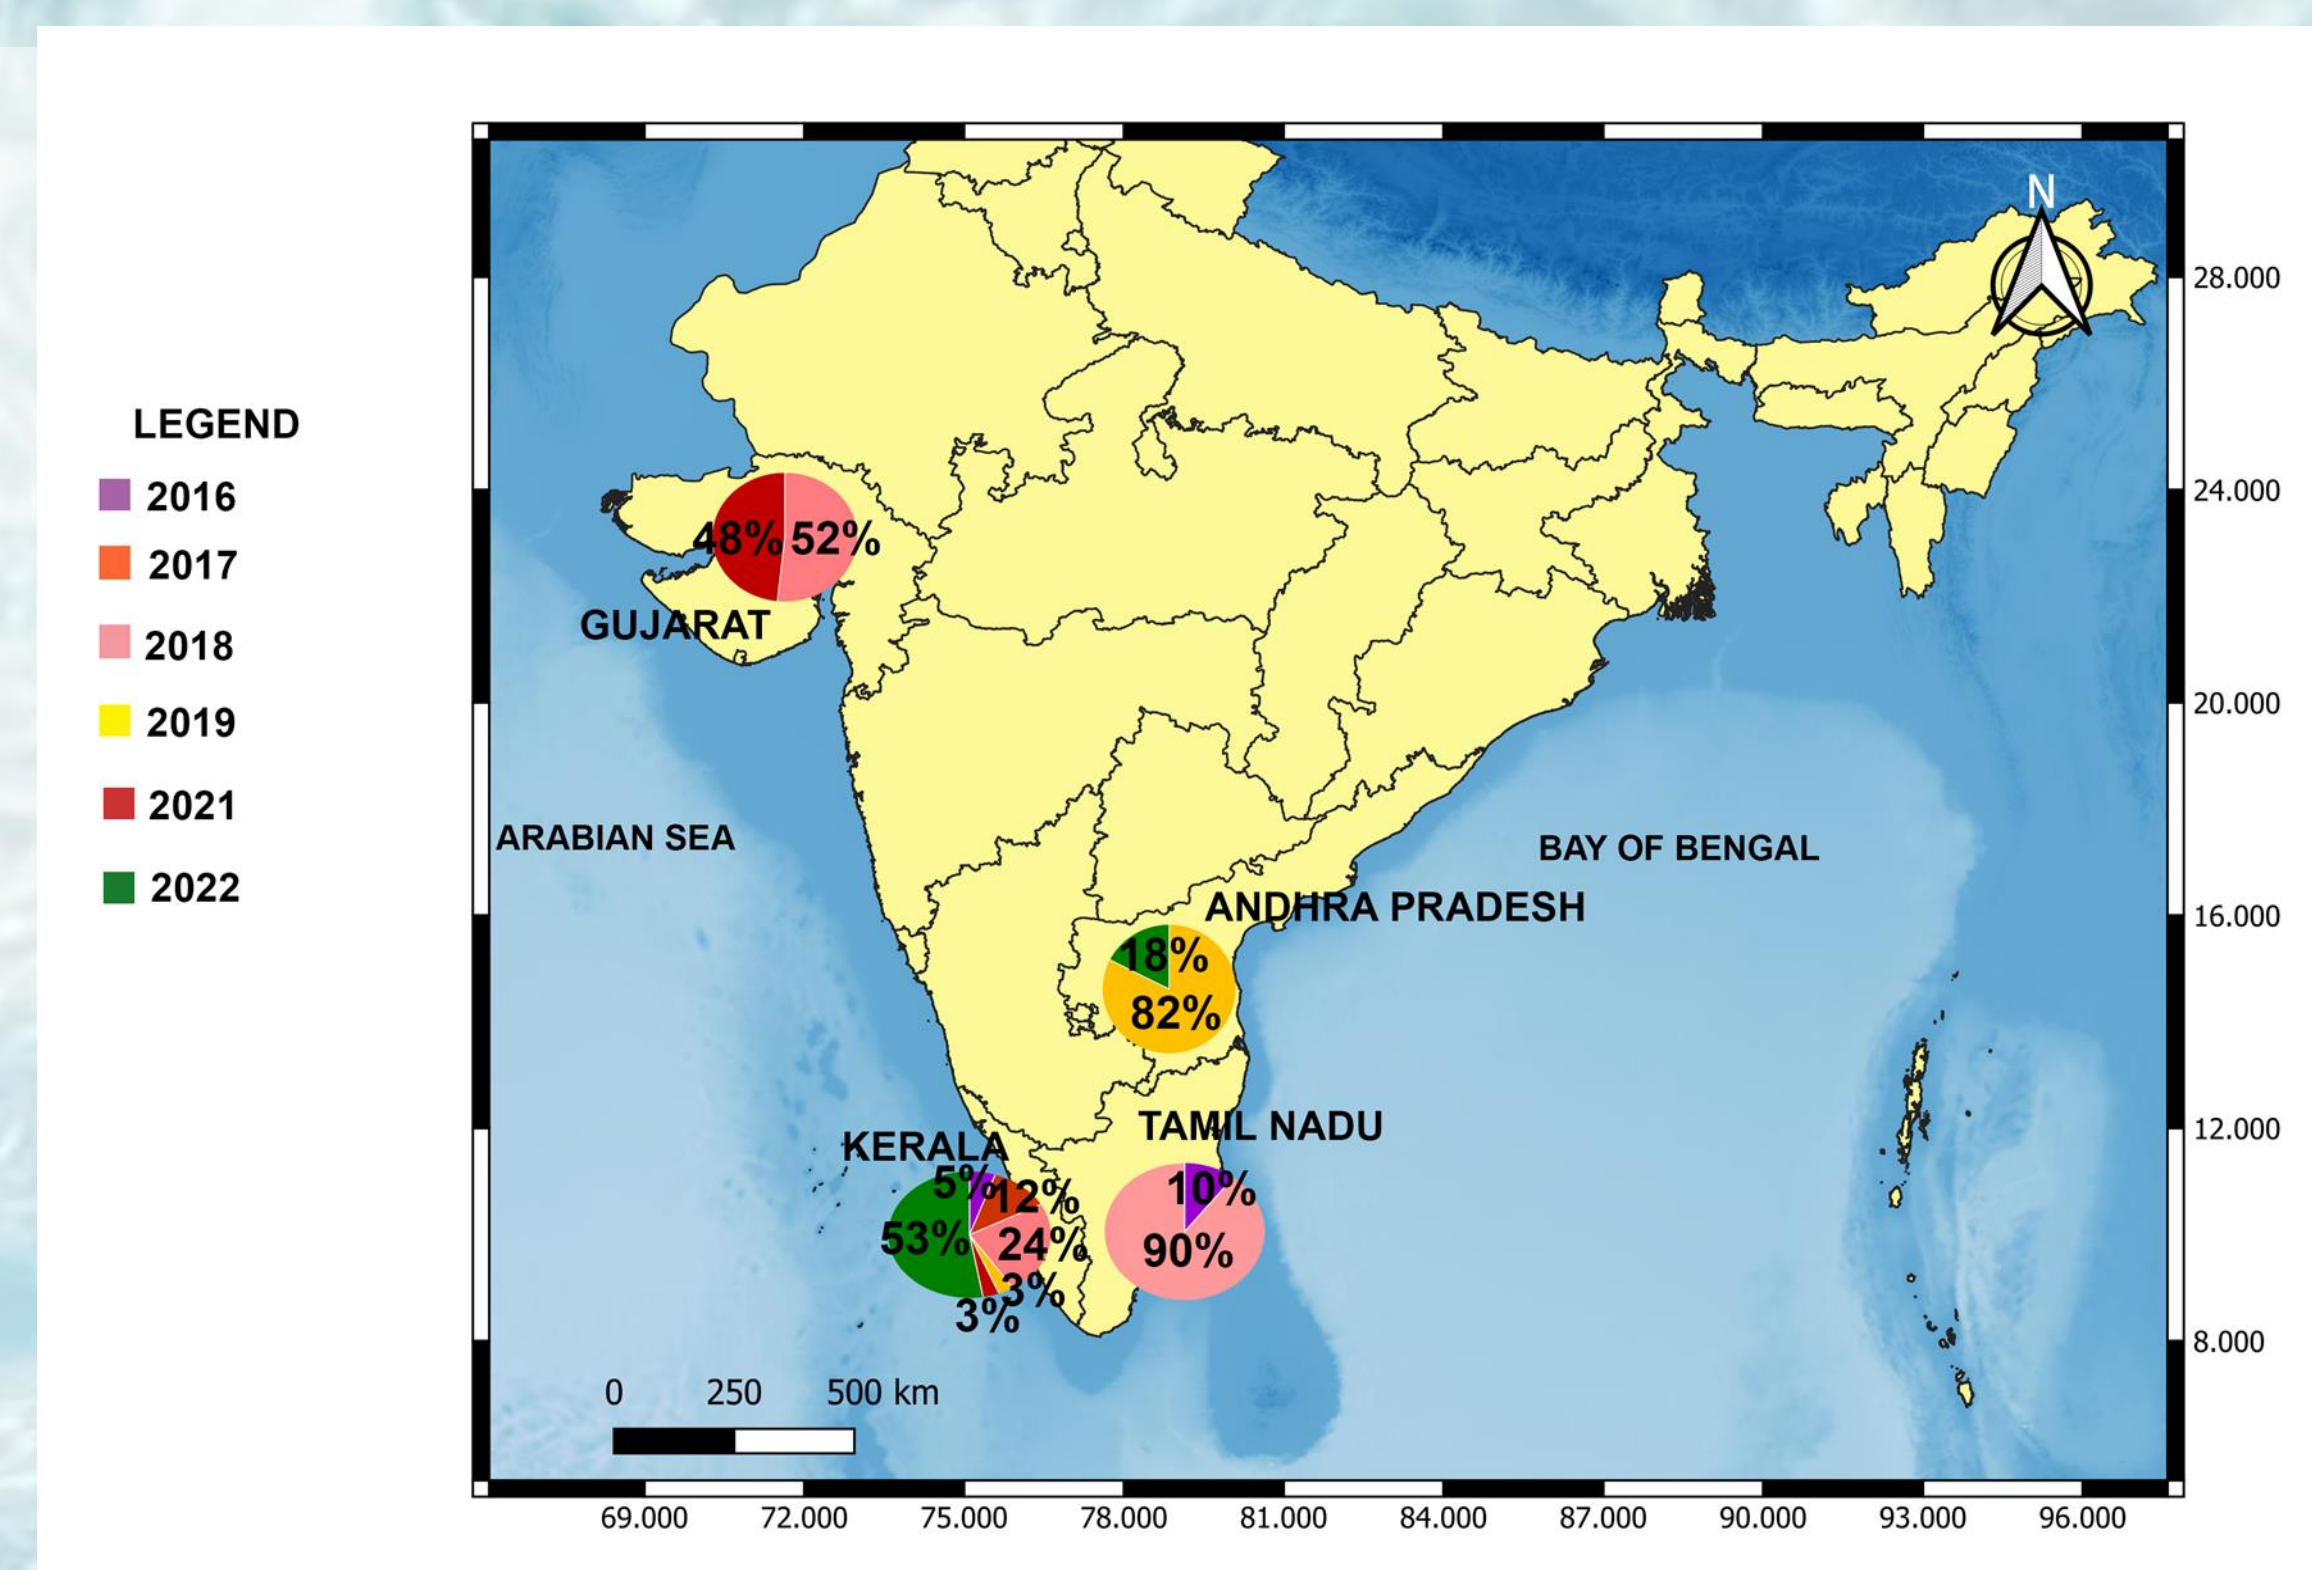 LEGEND
2016
2017
2018
2019
2021
2022
N
28.000
24.000
20.000
16.000
12.000
8.000
48% 52%
GUJARAT
ARABIAN SEA
BAY OF BENGAL
ANDHRA PRADESH
18%
82%
TAMIL NADU
10%
90%
KERALA
5%
12%
53%
24%
3%
3%
0 250 500 km
69.000 72.000 75.000 78.000 81.000 84.000 87.000 90.000 93.000 96.000